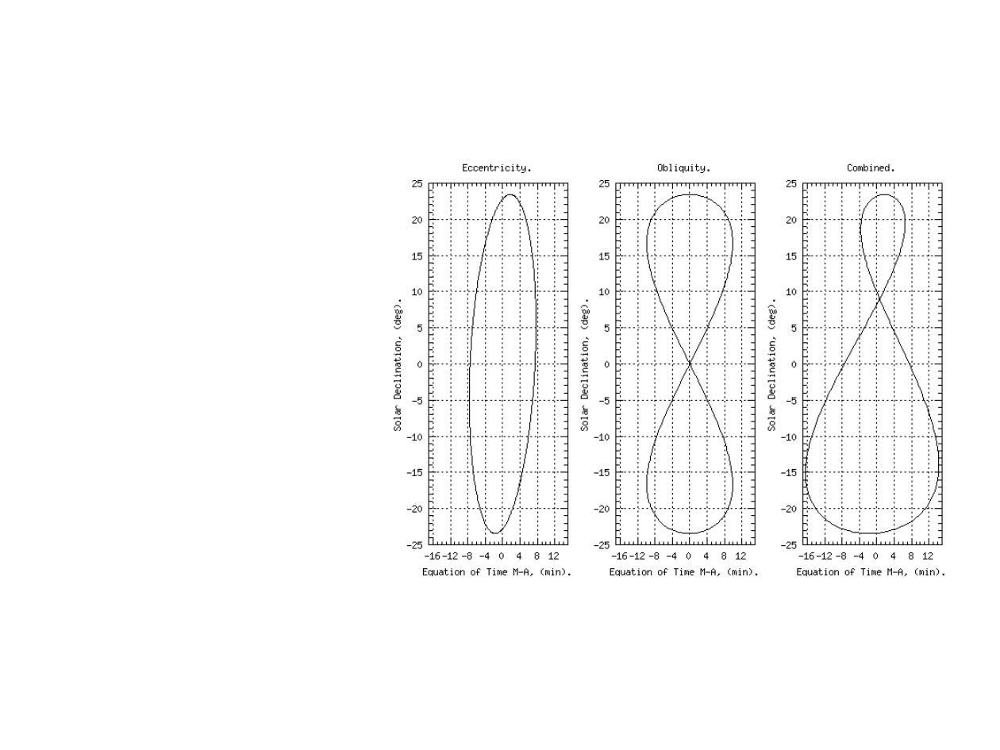 Eccentricity.
25
20
15
10
5
0
-5
-10
-15
-20
-25
Solar Declination, (deg).
-16 -12 -8 -4 0 4 8 12
Equation of Time M-A, (min).
Obliquity.
25
20
15
10
5
0
-5
-10
-15
-20
-25
Solar Declination, (deg).
-16 -12 -8 -4 0 4 8 12
Equation of Time M-A, (min).
Combined.
25
20
15
10
5
0
-5
-10
-15
-20
-25
Solar Declination, (deg).
-16 -12 -8 -4 0 4 8 12
Equation of Time M-A, (min).